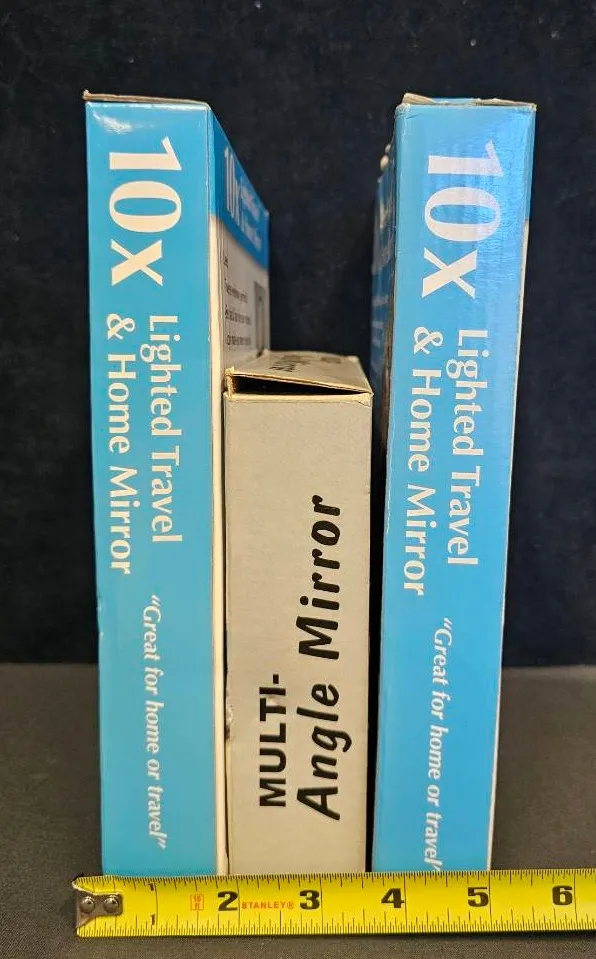 10x
Lighted Travel
& Home Mirror
"Great for home or travel"
10x
MULTI-
Angle Mirror
10x
Lighted Travel
& Home Mirror
"Great for home or travel"
1 2 STANLEY® 3 4 5 6